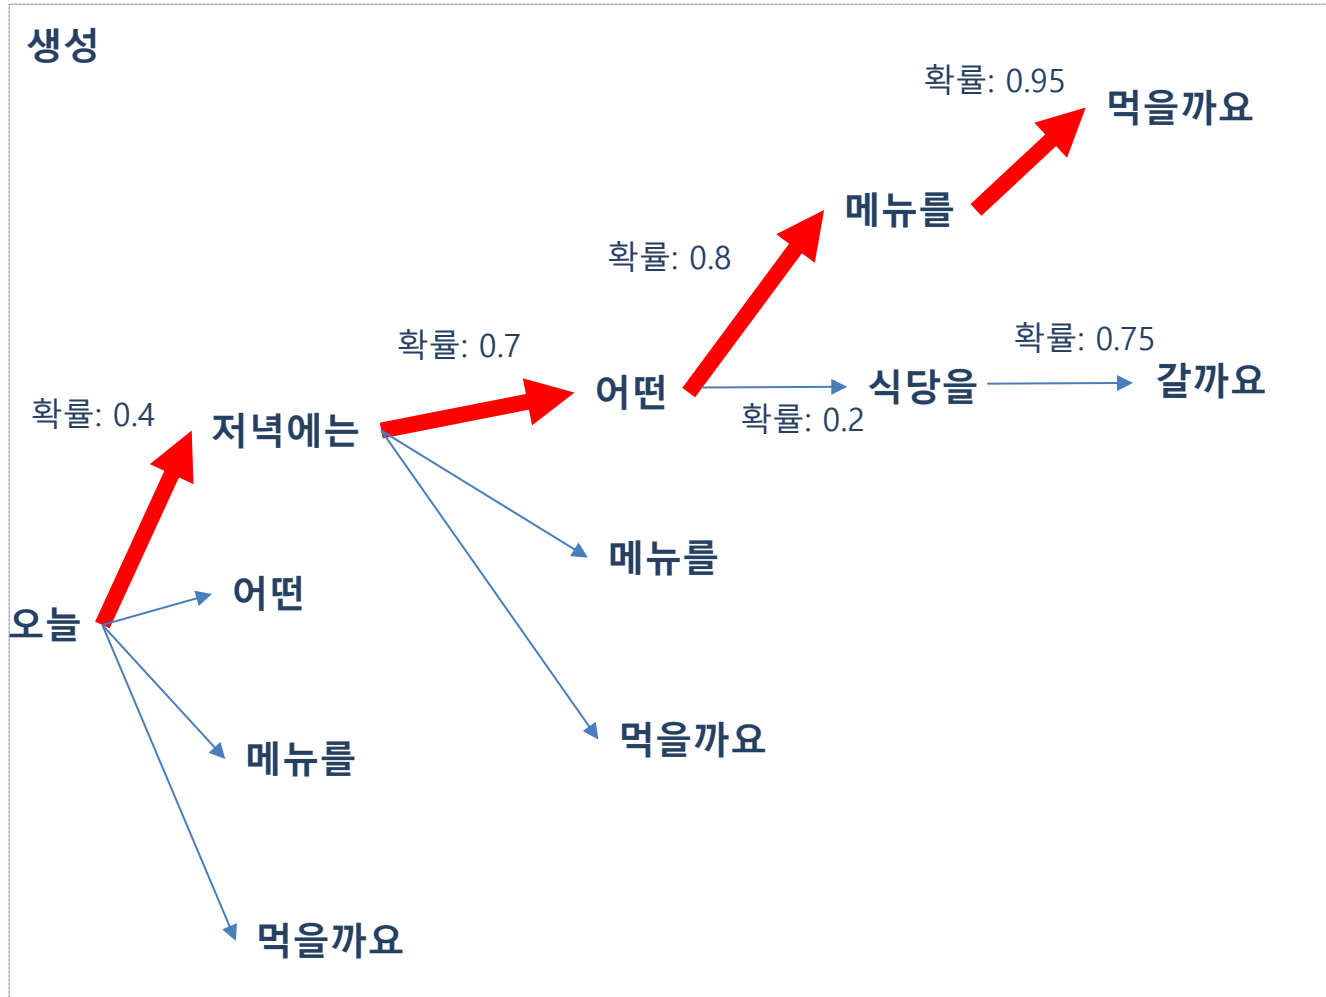 생성
확률: 0.95
먹을까요
메뉴를
확률: 0.8
확률: 0.7
확률: 0.75
어떤
식당을
갈까요
확률: 0.4
저녁에는
확률: 0.2
메뉴를
어떤
오늘
메뉴를
먹을까요
먹을까요